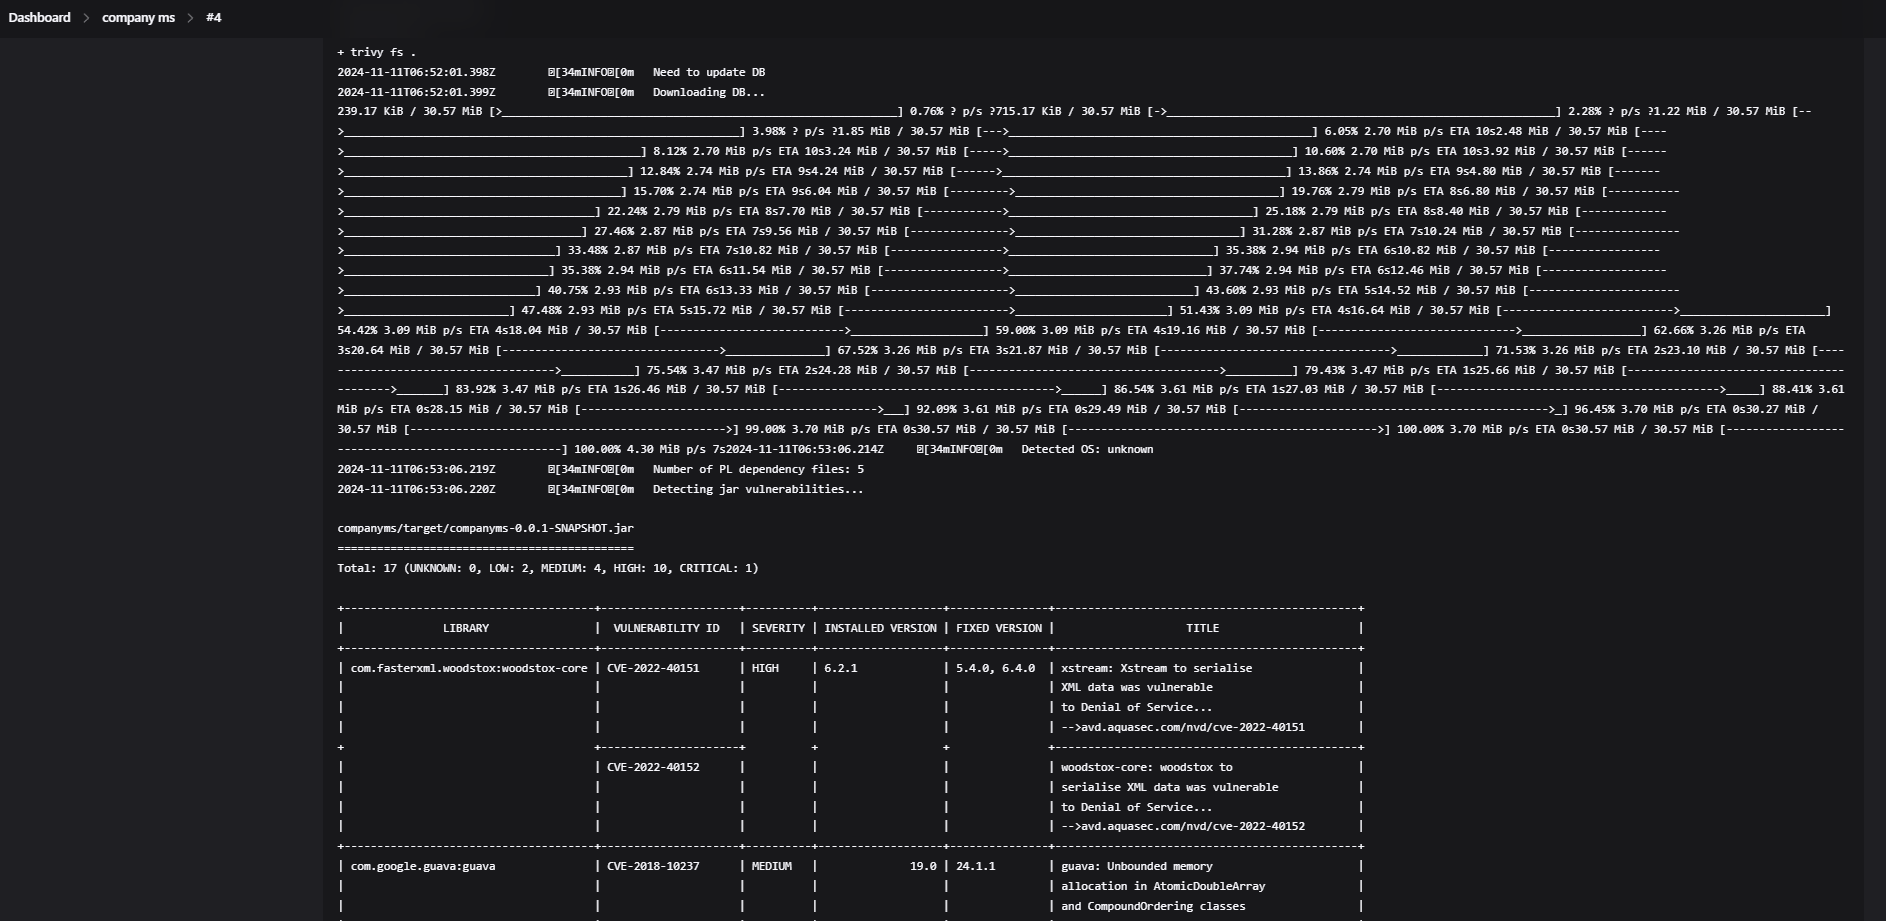 Dashboard > company ms > #4
+ trivy fs .
2024-11-11T06:52:01.398Z [34mINFO[0m Need to update DB
2024-11-11T06:52:01.399Z [34mINFO[0m Downloading DB...
239.17 KiB / 30.57 MiB [>____________________________________________________________] 0.76% ? p/s ?715.17 KiB / 30.57 MiB [->___________________________________________________________] 2.28% ? p/s ?1.22 MiB / 30.57 MiB [--
>____________________________________________________________] 3.98% ? p/s ?1.85 MiB / 30.57 MiB [--->______________________________________________] 6.05% 2.70 MiB p/s ETA 10s2.48 MiB / 30.57 MiB [----
>_____________________________________________] 8.12% 2.70 MiB p/s ETA 10s3.24 MiB / 30.57 MiB [----->___________________________________________] 10.60% 2.70 MiB p/s ETA 10s3.92 MiB / 30.57 MiB [------
>___________________________________________] 12.84% 2.74 MiB p/s ETA 9s4.24 MiB / 30.57 MiB [------>___________________________________________] 13.86% 2.74 MiB p/s ETA 9s4.80 MiB / 30.57 MiB [-------
>__________________________________________] 15.70% 2.74 MiB p/s ETA 9s6.04 MiB / 30.57 MiB [--------->________________________________________] 19.76% 2.79 MiB p/s ETA 8s6.80 MiB / 30.57 MiB [-----------
>______________________________________] 22.24% 2.79 MiB p/s ETA 8s7.70 MiB / 30.57 MiB [------------>_____________________________________] 25.18% 2.79 MiB p/s ETA 8s8.40 MiB / 30.57 MiB [-------------
>____________________________________] 27.46% 2.87 MiB p/s ETA 7s9.56 MiB / 30.57 MiB [--------------->__________________________________] 31.28% 2.87 MiB p/s ETA 7s10.24 MiB / 30.57 MiB [----------------
>________________________________] 33.48% 2.87 MiB p/s ETA 7s10.82 MiB / 30.57 MiB [----------------->________________________________] 35.38% 2.94 MiB p/s ETA 6s10.82 MiB / 30.57 MiB [-----------------
>_______________________________] 35.38% 2.94 MiB p/s ETA 6s11.54 MiB / 30.57 MiB [------------------>______________________________] 37.74% 2.94 MiB p/s ETA 6s12.46 MiB / 30.57 MiB [-------------------
>_____________________________] 40.75% 2.93 MiB p/s ETA 6s13.33 MiB / 30.57 MiB [--------------------->___________________________] 43.60% 2.93 MiB p/s ETA 5s14.52 MiB / 30.57 MiB [-----------------------
>_________________________] 47.48% 2.93 MiB p/s ETA 5s15.72 MiB / 30.57 MiB [------------------------->_______________________] 51.43% 3.09 MiB p/s ETA 4s16.64 MiB / 30.57 MiB [-------------------------->______________________]
54.42% 3.09 MiB p/s ETA 4s18.04 MiB / 30.57 MiB [---------------------------->____________________] 59.00% 3.09 MiB p/s ETA 4s19.16 MiB / 30.57 MiB [------------------------------>__________________] 62.66% 3.26 MiB p/s ETA
3s20.64 MiB / 30.57 MiB [--------------------------------->_______________] 67.52% 3.26 MiB p/s ETA 3s21.87 MiB / 30.57 MiB [----------------------------------->_____________] 71.53% 3.26 MiB p/s ETA 2s23.10 MiB / 30.57 MiB [----
--------------------------------->___________] 75.54% 3.47 MiB p/s ETA 2s24.28 MiB / 30.57 MiB [-------------------------------------->__________] 79.43% 3.47 MiB p/s ETA 1s25.66 MiB / 30.57 MiB [---------------------------------
-------->_______] 83.92% 3.47 MiB p/s ETA 1s26.46 MiB / 30.57 MiB [------------------------------------------>______] 86.54% 3.61 MiB p/s ETA 1s27.03 MiB / 30.57 MiB [------------------------------------------->_____] 88.41% 3.61
MiB p/s ETA 0s28.15 MiB / 30.57 MiB [--------------------------------------------->___] 92.09% 3.61 MiB p/s ETA 0s29.49 MiB / 30.57 MiB [----------------------------------------------->_] 96.45% 3.70 MiB p/s ETA 0s30.27 MiB /
30.57 MiB [------------------------------------------------>] 99.00% 3.70 MiB p/s ETA 0s30.57 MiB / 30.57 MiB [----------------------------------------------->] 100.00% 3.70 MiB p/s ETA 0s30.57 MiB / 30.57 MiB [------------------
----------------------------------] 100.00% 4.30 MiB p/s 7s2024-11-11T06:53:06.214Z [34mINFO[0m Detected OS: unknown
2024-11-11T06:53:06.219Z [34mINFO[0m Number of PL dependency files: 5
2024-11-11T06:53:06.220Z [34mINFO[0m Detecting jar vulnerabilities...
companyms/target/companyms-0.0.1-SNAPSHOT.jar
=============================================
Total: 17 (UNKNOWN: 0, LOW: 2, MEDIUM: 4, HIGH: 10, CRITICAL: 1)
| LIBRARY | VULNERABILITY ID | SEVERITY | INSTALLED VERSION | FIXED VERSION | TITLE |
| com.fasterxml.woodstox:woodstox-core | CVE-2022-40151 | HIGH | 6.2.1 | 5.4.0, 6.4.0 | xstream: Xstream to serialise |
| | | | | | XML data was vulnerable |
| | | | | | to Denial of Service... |
| | | | | | -->avd.aquasec.com/nvd/cve-2022-40151 |
| | CVE-2022-40152 | | | | woodstox-core: woodstox to |
| | | | | | serialise XML data was vulnerable |
| | | | | | to Denial of Service... |
| | | | | | -->avd.aquasec.com/nvd/cve-2022-40152 |
| com.google.guava:guava | CVE-2018-10237 | MEDIUM | 19.0 | 24.1.1 | guava: Unbounded memory |
| | | | | | allocation in AtomicDoubleArray |
| | | | | | and CompoundOrdering classes |